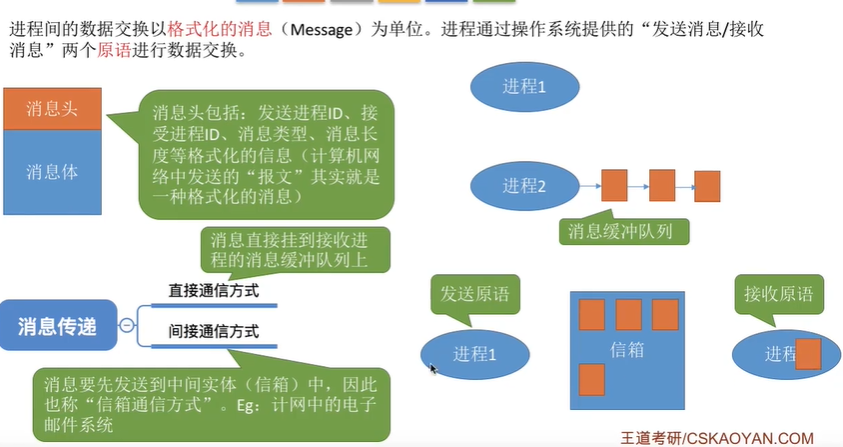 进程间的数据交换以格式化的消息（Message）为单位。进程通过操作系统提供的“发送消息/接收
消息”两个原语进行数据交换。
消息头
消息体
消息头包括：发送进程ID、接
受进程ID、消息类型、消息长
度等格式化的信息（计算机网
络中发送的“报文”其实就是
一种格式化的消息）
进程1
进程2
消息缓冲队列
消息直接挂到接收进
程的消息缓冲队列上
消息传递
直接通信方式
间接通信方式
消息要先发送到中间实体（信箱）中，因此
也称“信箱通信方式”。Eg：计网中的电子
邮件系统
发送原语
进程1
信箱
接收原语
进程
王道考研/CSKAOYAN.COM